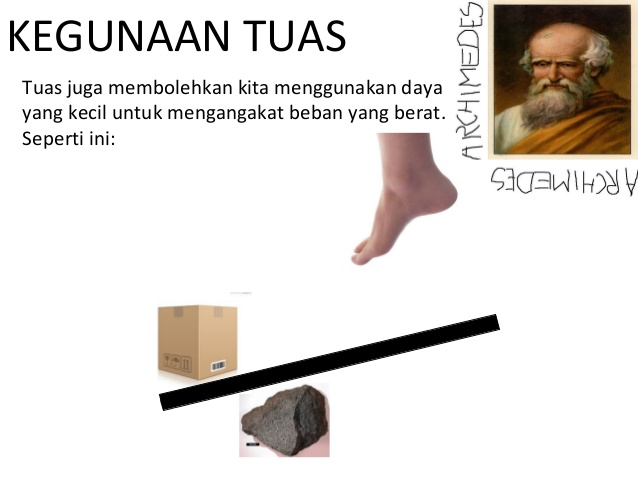 KEGUNAAN TUAS
Tuas juga membolehkan kita menggunakan daya
yang kecil untuk mengangakat beban yang berat.
Seperti ini:
ARCHIMEDES
ARCHIMEDES